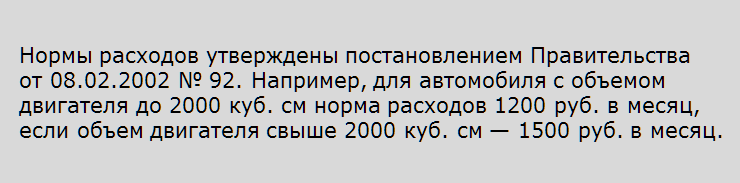 Нормы расходов утверждены постановлением Правительства
от 08.02.2002 № 92. Например, для автомобиля с объемом
двигателя до 2000 куб. см норма расходов 1200 руб. в месяц,
если объем двигателя свыше 2000 куб. см — 1500 руб. в месяц.